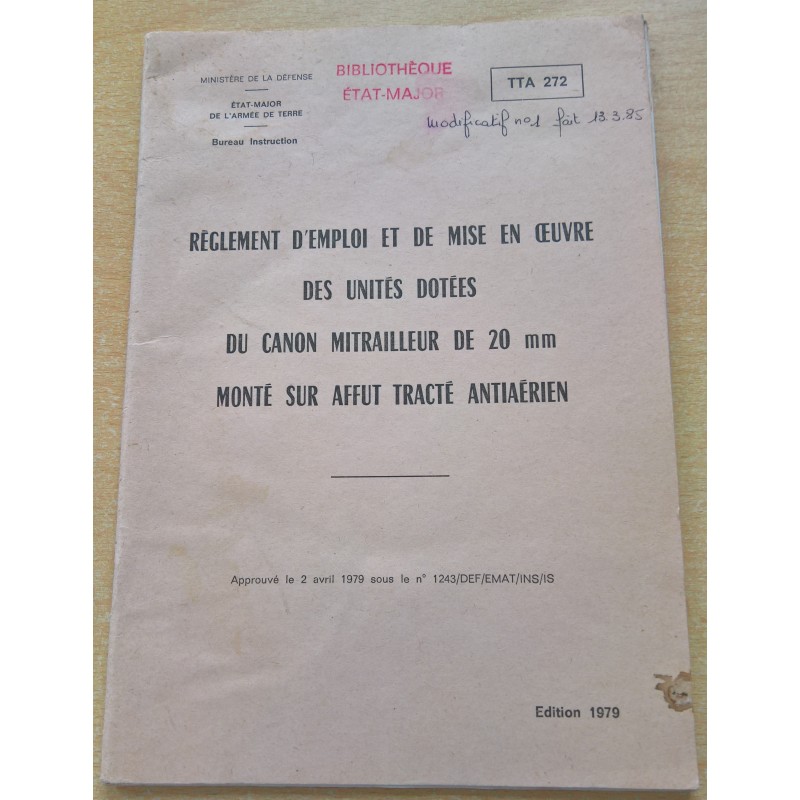 MINISTÈRE DE LA DÉFENSE
ÉTAT-MAJOR
DE L'ARMÉE DE TERRE
Bureau Instruction
BIBLIOTHÈQUE
ÉTAT-MAJOR
TTA 272
modificatif no1 fait 13.3.85
RÈGLEMENT D'EMPLOI ET DE MISE EN ŒUVRE
DES UNITÉS DOTÉES
DU CANON MITRAILLEUR DE 20 mm
MONTÉ SUR AFFUT TRACTÉ ANTIAÉRIEN
Approuvé le 2 avril 1979 sous le n° 1243/DEF/EMAT/INS/IS
Edition 1979